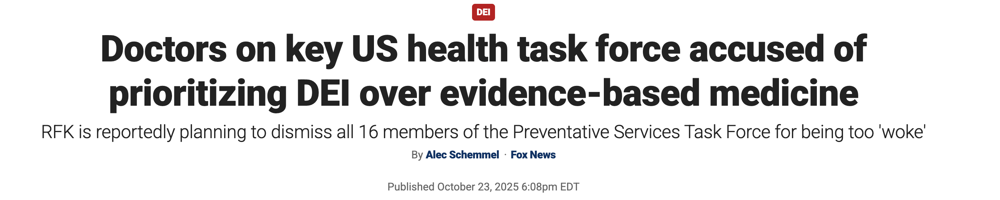 DEI
Doctors on key US health task force accused of
prioritizing DEI over evidence-based medicine
RFK is reportedly planning to dismiss all 16 members of the Preventative Services Task Force for being too 'woke'
By Alec Schemmel · Fox News
Published October 23, 2025 6:08pm EDT